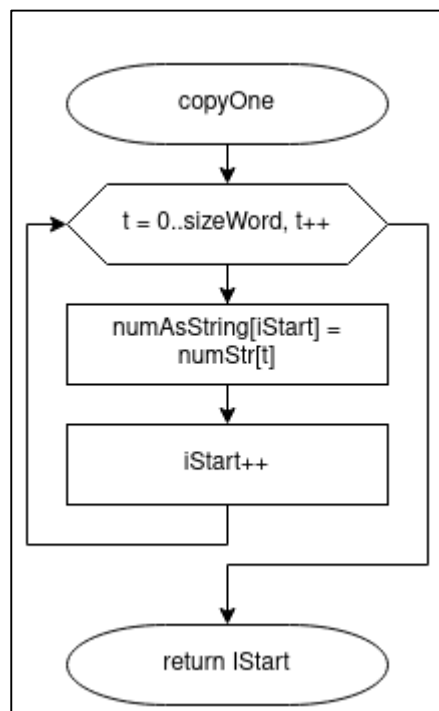 copyOne
t = 0..sizeWord, t++
numAsString[iStart] =
numStr[t]
iStart++
return IStart